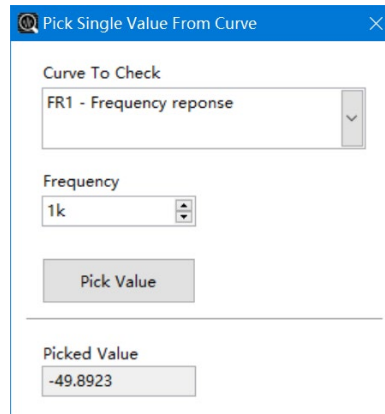 Pick Single Value From Curve
Curve To Check
FR1 - Frequency reponse
Frequency
1k
Pick Value
Picked Value
-49.8923